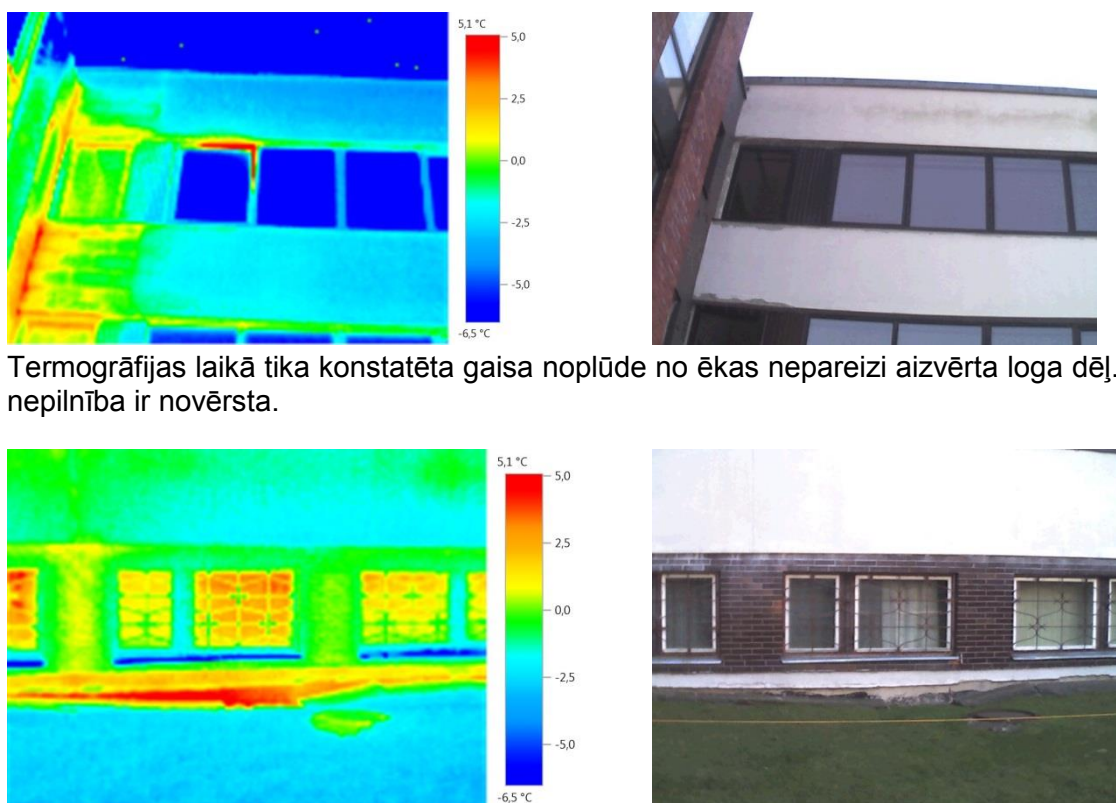 5,1 °C
5,0
2,5
0,0
-2,5
-5,0
-6,5 °C
Termogrāfijas laikā tika konstatēta gaisa noplūde no ēkas nepareizi aizvērta loga dēļ.
nepilnība ir novērsta.
5,1 °C
5,0
2,5
0,0
-2,5
-5,0
-6,5 °C